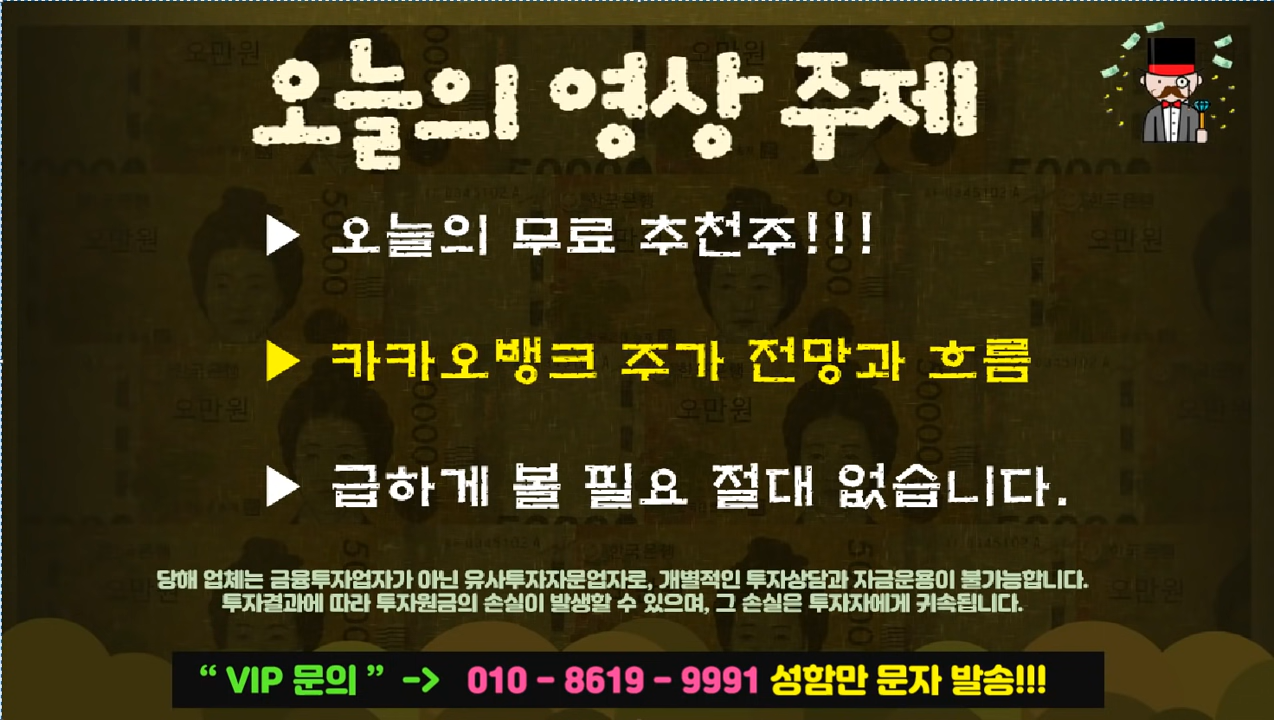 오늘의 영상 주제
▶ 오늘의 무료 추천주!!!
▶ 카카오뱅크 주가 전망과 흐름
▶ 급하게 볼 필요 절대 없습니다.
당해 업체는 금융투자업자가 아닌 유사투자자문업자로, 개별적인 투자상담과 자금운용이 불가능합니다.
투자결과에 따라 투자원금의 손실이 발생할 수 있으며, 그 손실은 투자자에게 귀속됩니다.
“ VIP 문의 ” -> 010 - 8619 - 9991 성함만 문자 발송!!!